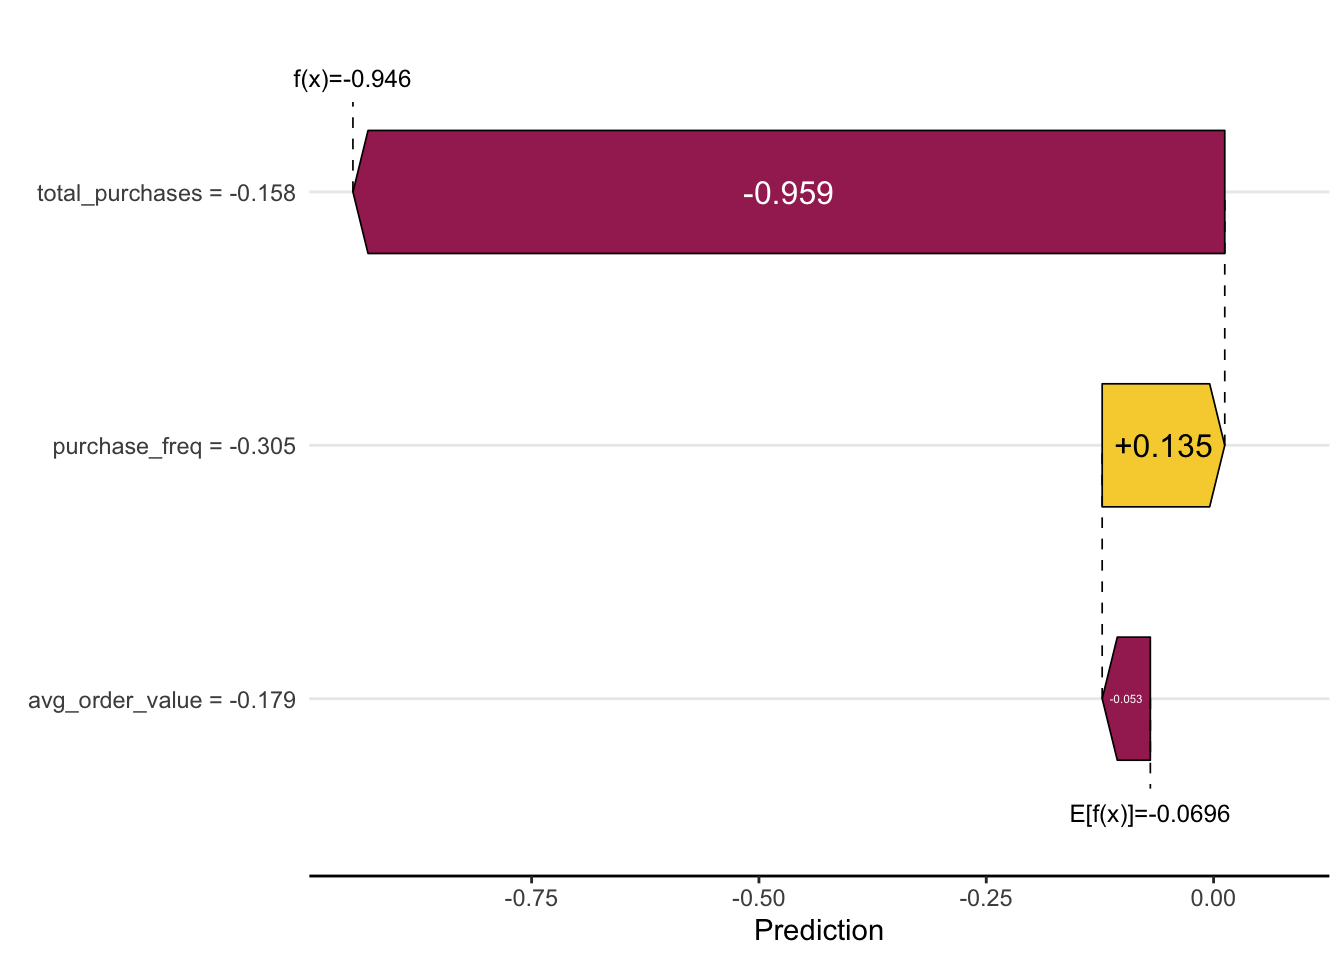 f(x)=-0.946
total_purchases = -0.158
-0.959
purchase_freq = -0.305
+0.135
avg_order_value = -0.179
-0.053
E[f(x)]=-0.0696
-0.75
-0.50
-0.25
0.00
Prediction